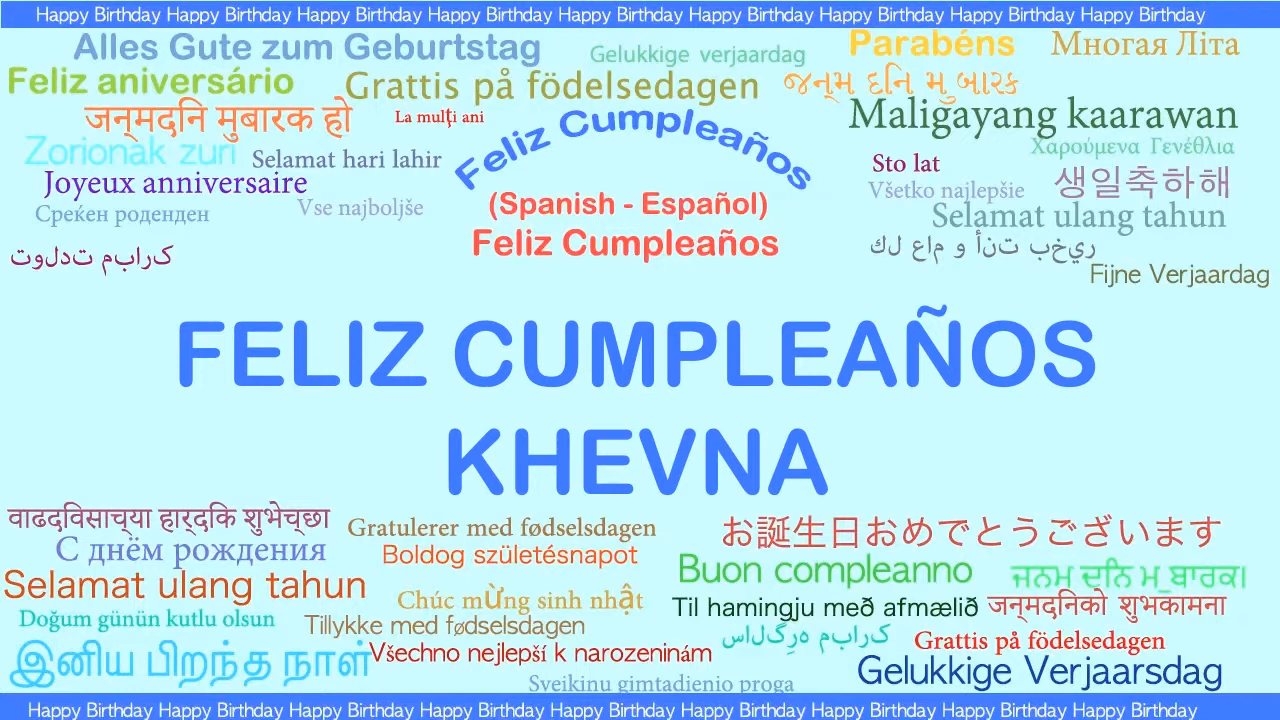 Happy Birthday Happy Birthday Happy Birthday Happy Birthday Happy Birthday Happy Birthday Happy Birthday Happy Birthday Happy Birthday
Alles Gute zum Geburtstag
Gelukkige verjaardag
Parabéns
Многая Літа
Feliz aniversário
Grattis på födelsedagen
જન્મ દિન મુબારક
जन्मदिन मुबारक हो
La mulţi ani
Feliz Cumpleaños
Maligayang kaarawan
Zorionak zuri
Selamat hari lahir
Sto lat
Χαρούμενα Γενέθλια
Joyeux anniversaire
(Spanish - Español)
Všetko najlepšie
생일축하해
Среќен роденден
Vse najboljše
Selamat ulang tahun
تولدت مبارک
Feliz Cumpleaños
كل عام و أنت بخير
Fijne Verjaardag
FELIZ CUMPLEAÑOS
KHEVNA
वाढदिवसाच्या हार्दिक शुभेच्छा
Gratulerer med fødselsdagen
お誕生日おめでとうございます
С днём рождения
Boldog születésnapot
Buon compleanno
ਜਨਮ ਦਿਨ ਮੁਬਾਰਕ।
Selamat ulang tahun
Chúc mừng sinh nhật
Til hamingju með afmælið
जन्मदिनको शुभकामना
Doğum günün kutlu olsun
Tillykke med fødselsdagen
سالگرہ مبارک
Grattis på födelsedagen
இனிய பிறந்த நாள்
Všechno nejlepší k narozeninám
Gelukkige Verjaarsdag
Sveikinu gimtadienio proga
Happy Birthday Happy Birthday Happy Birthday Happy Birthday Happy Birthday Happy Birthday Happy Birthday Happy Birthday Happy Birthday